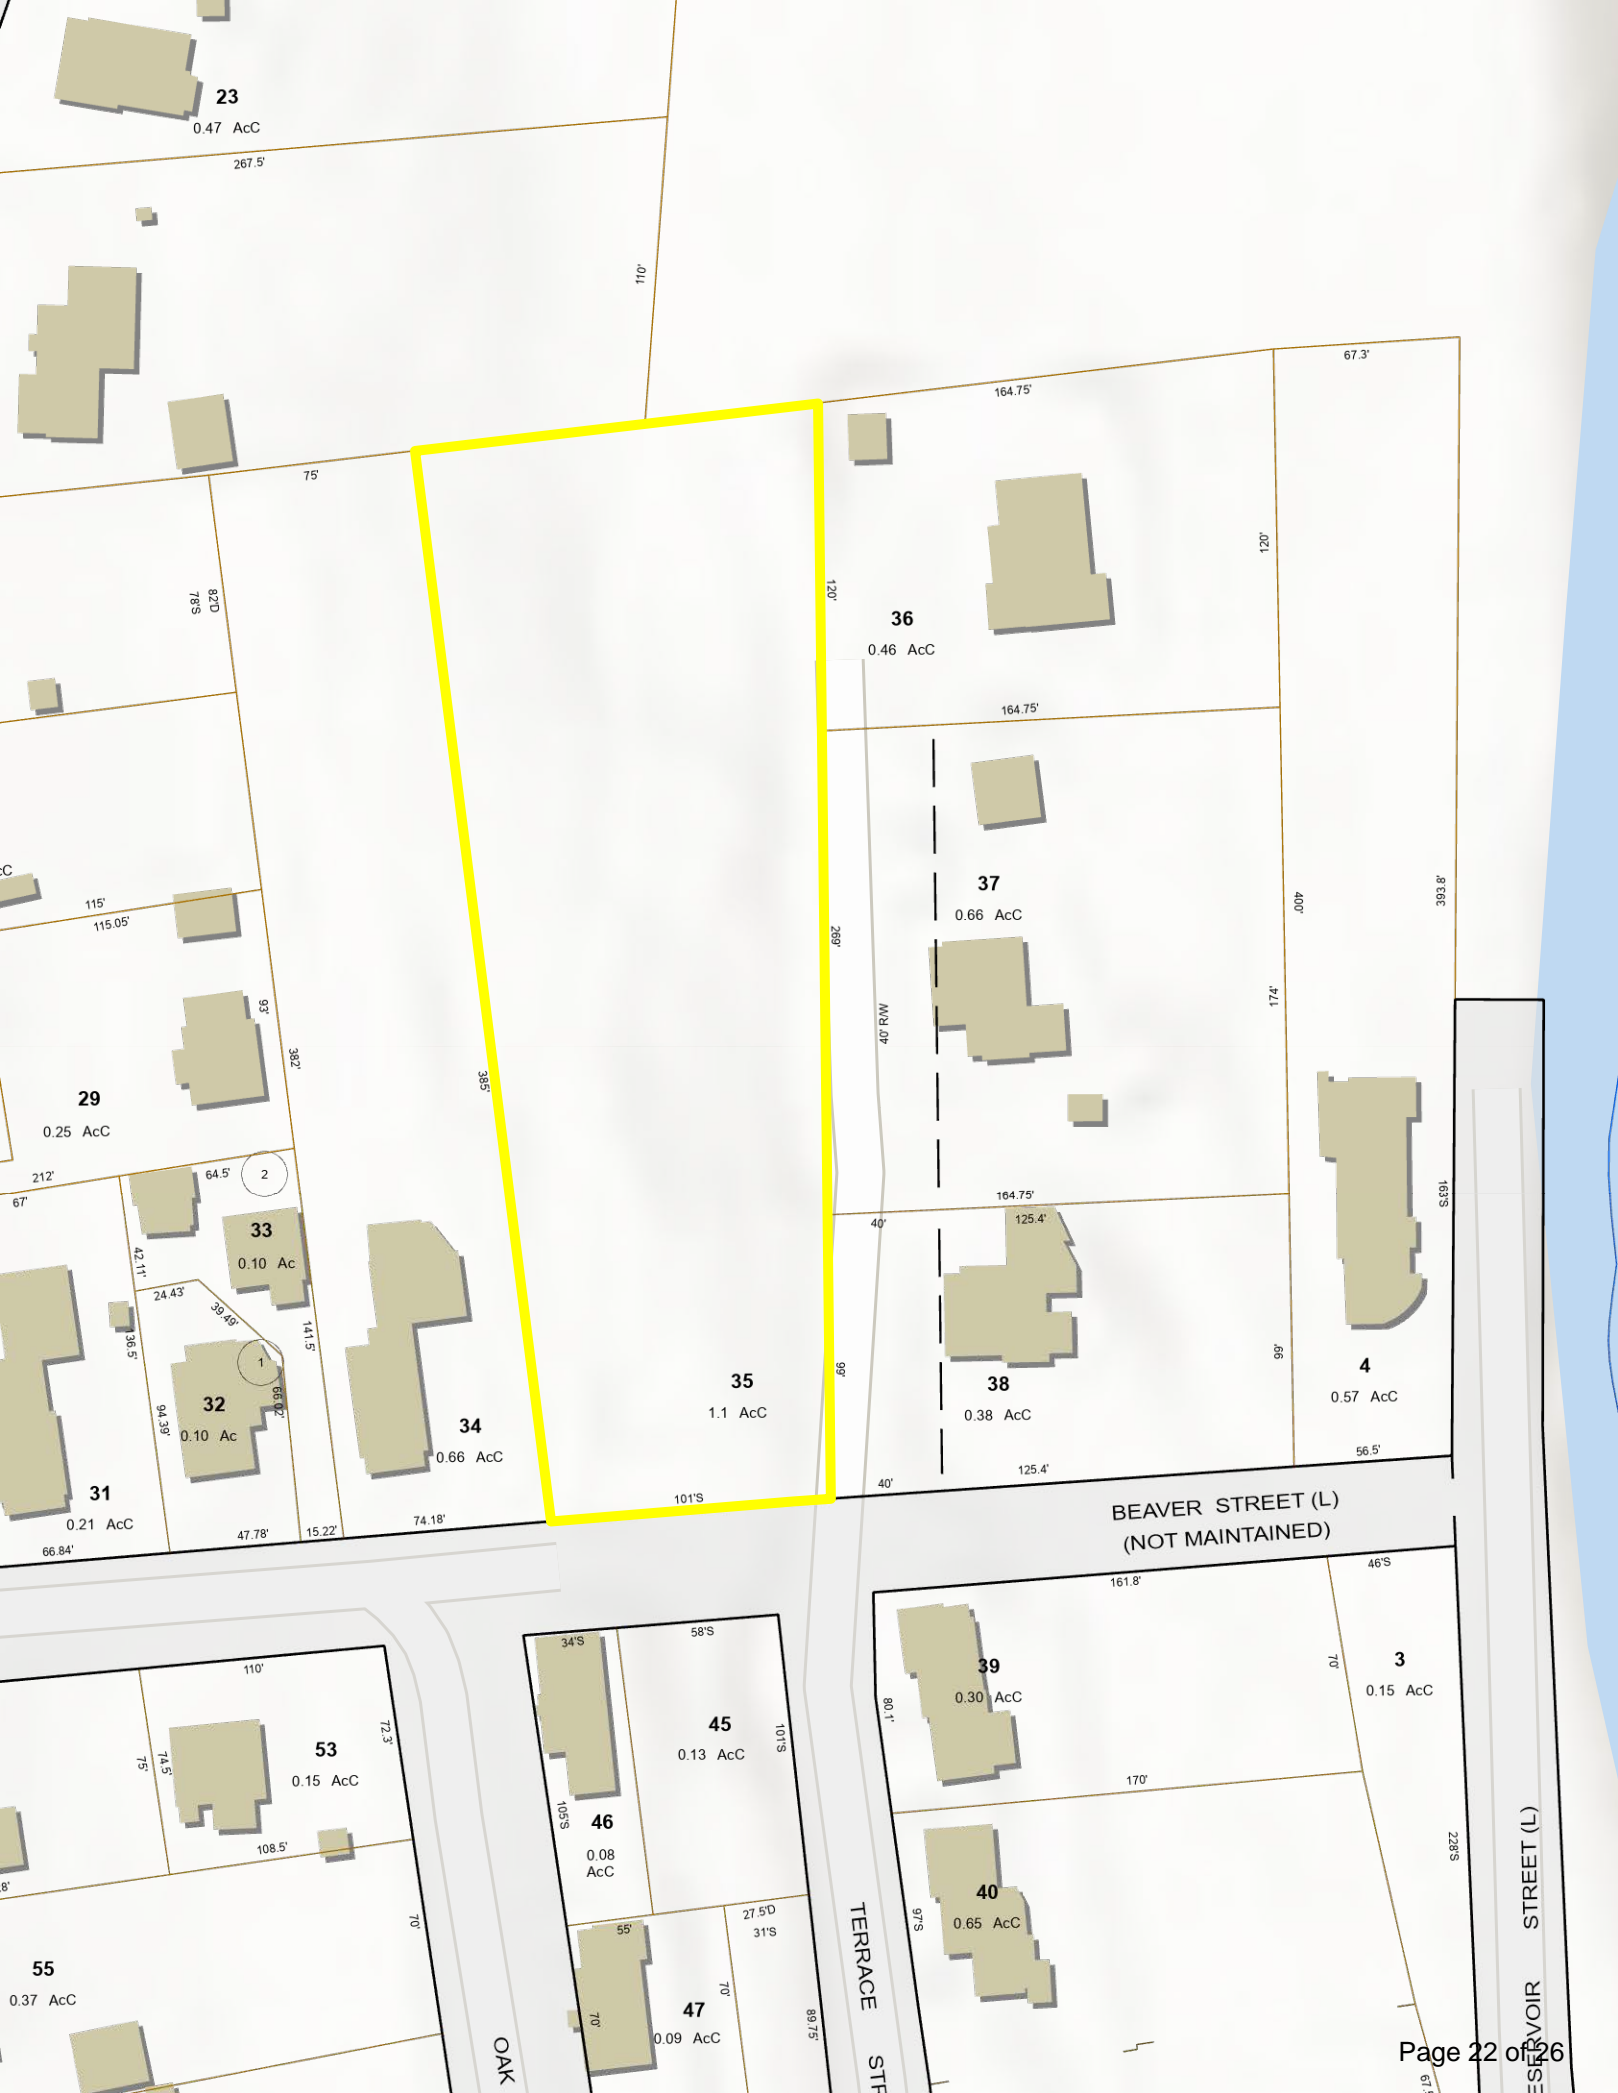 23
0.47 AcC
267.5'
110'
67.3'
164.75'
75'
82'D
78'S
120'
120'
36
0.46 AcC
164.75'
37
0.66 AcC
115'
115.05'
400'
393.8'
269'
174'
40' R/W
93'
382'
385'
29
0.25 AcC
212'
64.5'
2
67'
164.75'
163'S
40'
125.4'
33
0.10 Ac
42.11'
24.43'
39.49'
136.5'
141.5'
1
66.02'
32
0.10 Ac
94.39'
99'
99'
35
1.1 AcC
38
0.38 AcC
4
0.57 AcC
34
0.66 AcC
31
0.21 AcC
56.5'
125.4'
40'
101'S
74.18'
15.22'
47.78'
66.84'
BEAVER STREET (L)
(NOT MAINTAINED)
46'S
161.8'
58'S
34'S
110'
39
0.30 AcC
3
0.15 AcC
70'
80.1'
45
0.13 AcC
101'S
72.3'
53
0.15 AcC
75'
74.5'
170'
46
0.08
AcC
105'S
108.5'
228'S
40
0.65 AcC
97'S
27.5'D
31'S
55'
70'
55
0.37 AcC
47
0.09 AcC
70'
70'
89.75'
TERRACE
OAK
STREET (L)
Page 22 of 26